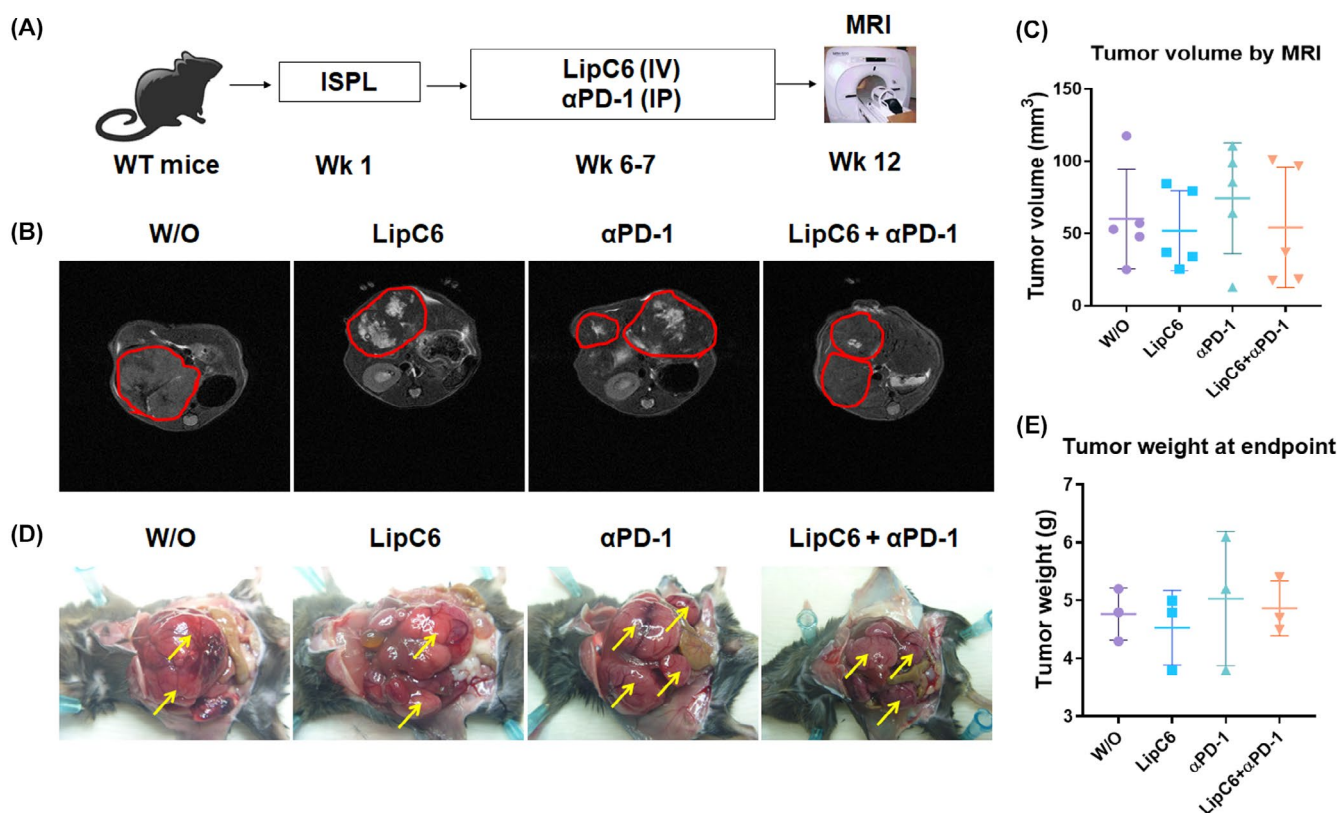 (A)
WT mice
ISPL
Wk 1
LipC6 (IV)
αPD-1 (IP)
Wk 6-7
MRI
Wk 12
(B)
W/O
LipC6
αPD-1
LipC6 + αPD-1
(C)
Tumor volume by MRI
Tumor volume (mm³)
150
100
50
0
W/O
LipC6
αPD-1
LipC6+αPD-1
(D)
W/O
LipC6
αPD-1
LipC6 + αPD-1
(E)
Tumor weight at endpoint
Tumor weight (g)
7
6
5
4
3
W/O
LipC6
αPD-1
LipC6+αPD-1